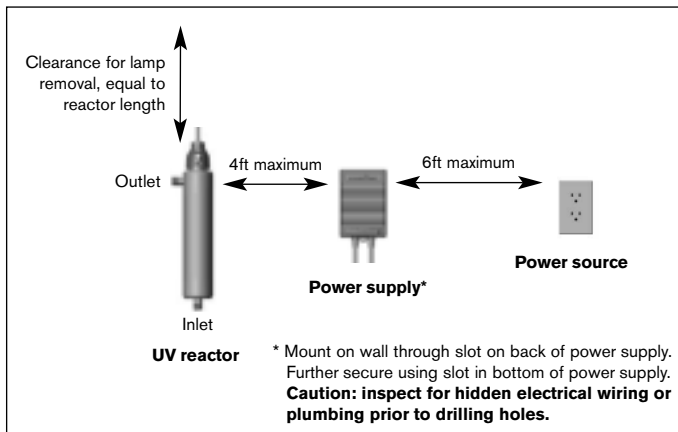 Clearance for lamp
removal, equal to
reactor length
Outlet
4ft maximum
6ft maximum
Power supply*
Power source
Inlet
UV reactor
* Mount on wall through slot on back of power supply.
Further secure using slot in bottom of power supply.
Caution: inspect for hidden electrical wiring or
plumbing prior to drilling holes.